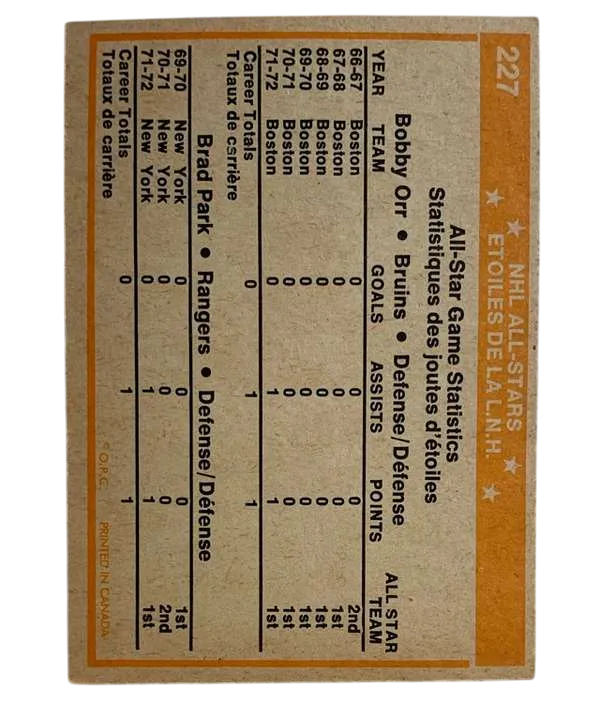 227
★ NHL ALL-STARS ★
★ ETOILES DE LA L.N.H. ★
All-Star Game Statistics
Statistiques des joutes d'étoiles
Bobby Orr • Bruins • Defense/Défense
YEAR TEAM GOALS ASSISTS POINTS ALL STAR TEAM
66-67 Boston 0 0 0 2nd
67-68 Boston 0 0 0 1st
68-69 Boston 0 0 0 1st
69-70 Boston 0 0 0 1st
70-71 Boston 0 0 0 1st
71-72 Boston 0 1 1 1st
Career Totals 0 1 1
Totaux de carrière
Brad Park • Rangers • Defense/Défense
69-70 New York 0 0 0 1st
70-71 New York 0 0 0 2nd
71-72 New York 0 1 1 1st
Career Totals 0 1 1
Totaux de carrière
© O.P.C. PRINTED IN CANADA